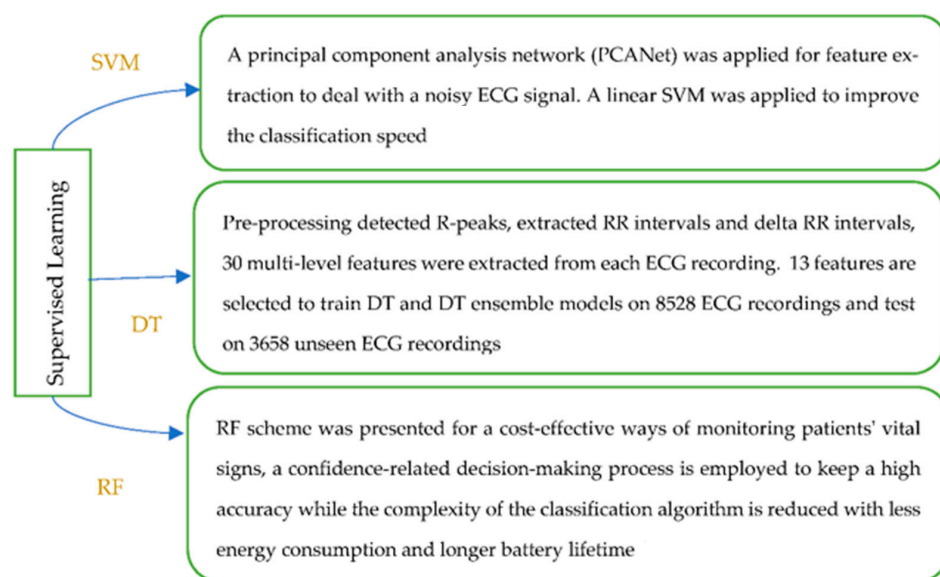 SVM
A principal component analysis network (PCANet) was applied for feature ex-
traction to deal with a noisy ECG signal. A linear SVM was applied to improve
the classification speed
Supervised Learning
DT
Pre-processing detected R-peaks, extracted RR intervals and delta RR intervals,
30 multi-level features were extracted from each ECG recording. 13 features are
selected to train DT and DT ensemble models on 8528 ECG recordings and test
on 3658 unseen ECG recordings
RF
RF scheme was presented for a cost-effective ways of monitoring patients' vital
signs, a confidence-related decision-making process is employed to keep a high
accuracy while the complexity of the classification algorithm is reduced with less
energy consumption and longer battery lifetime